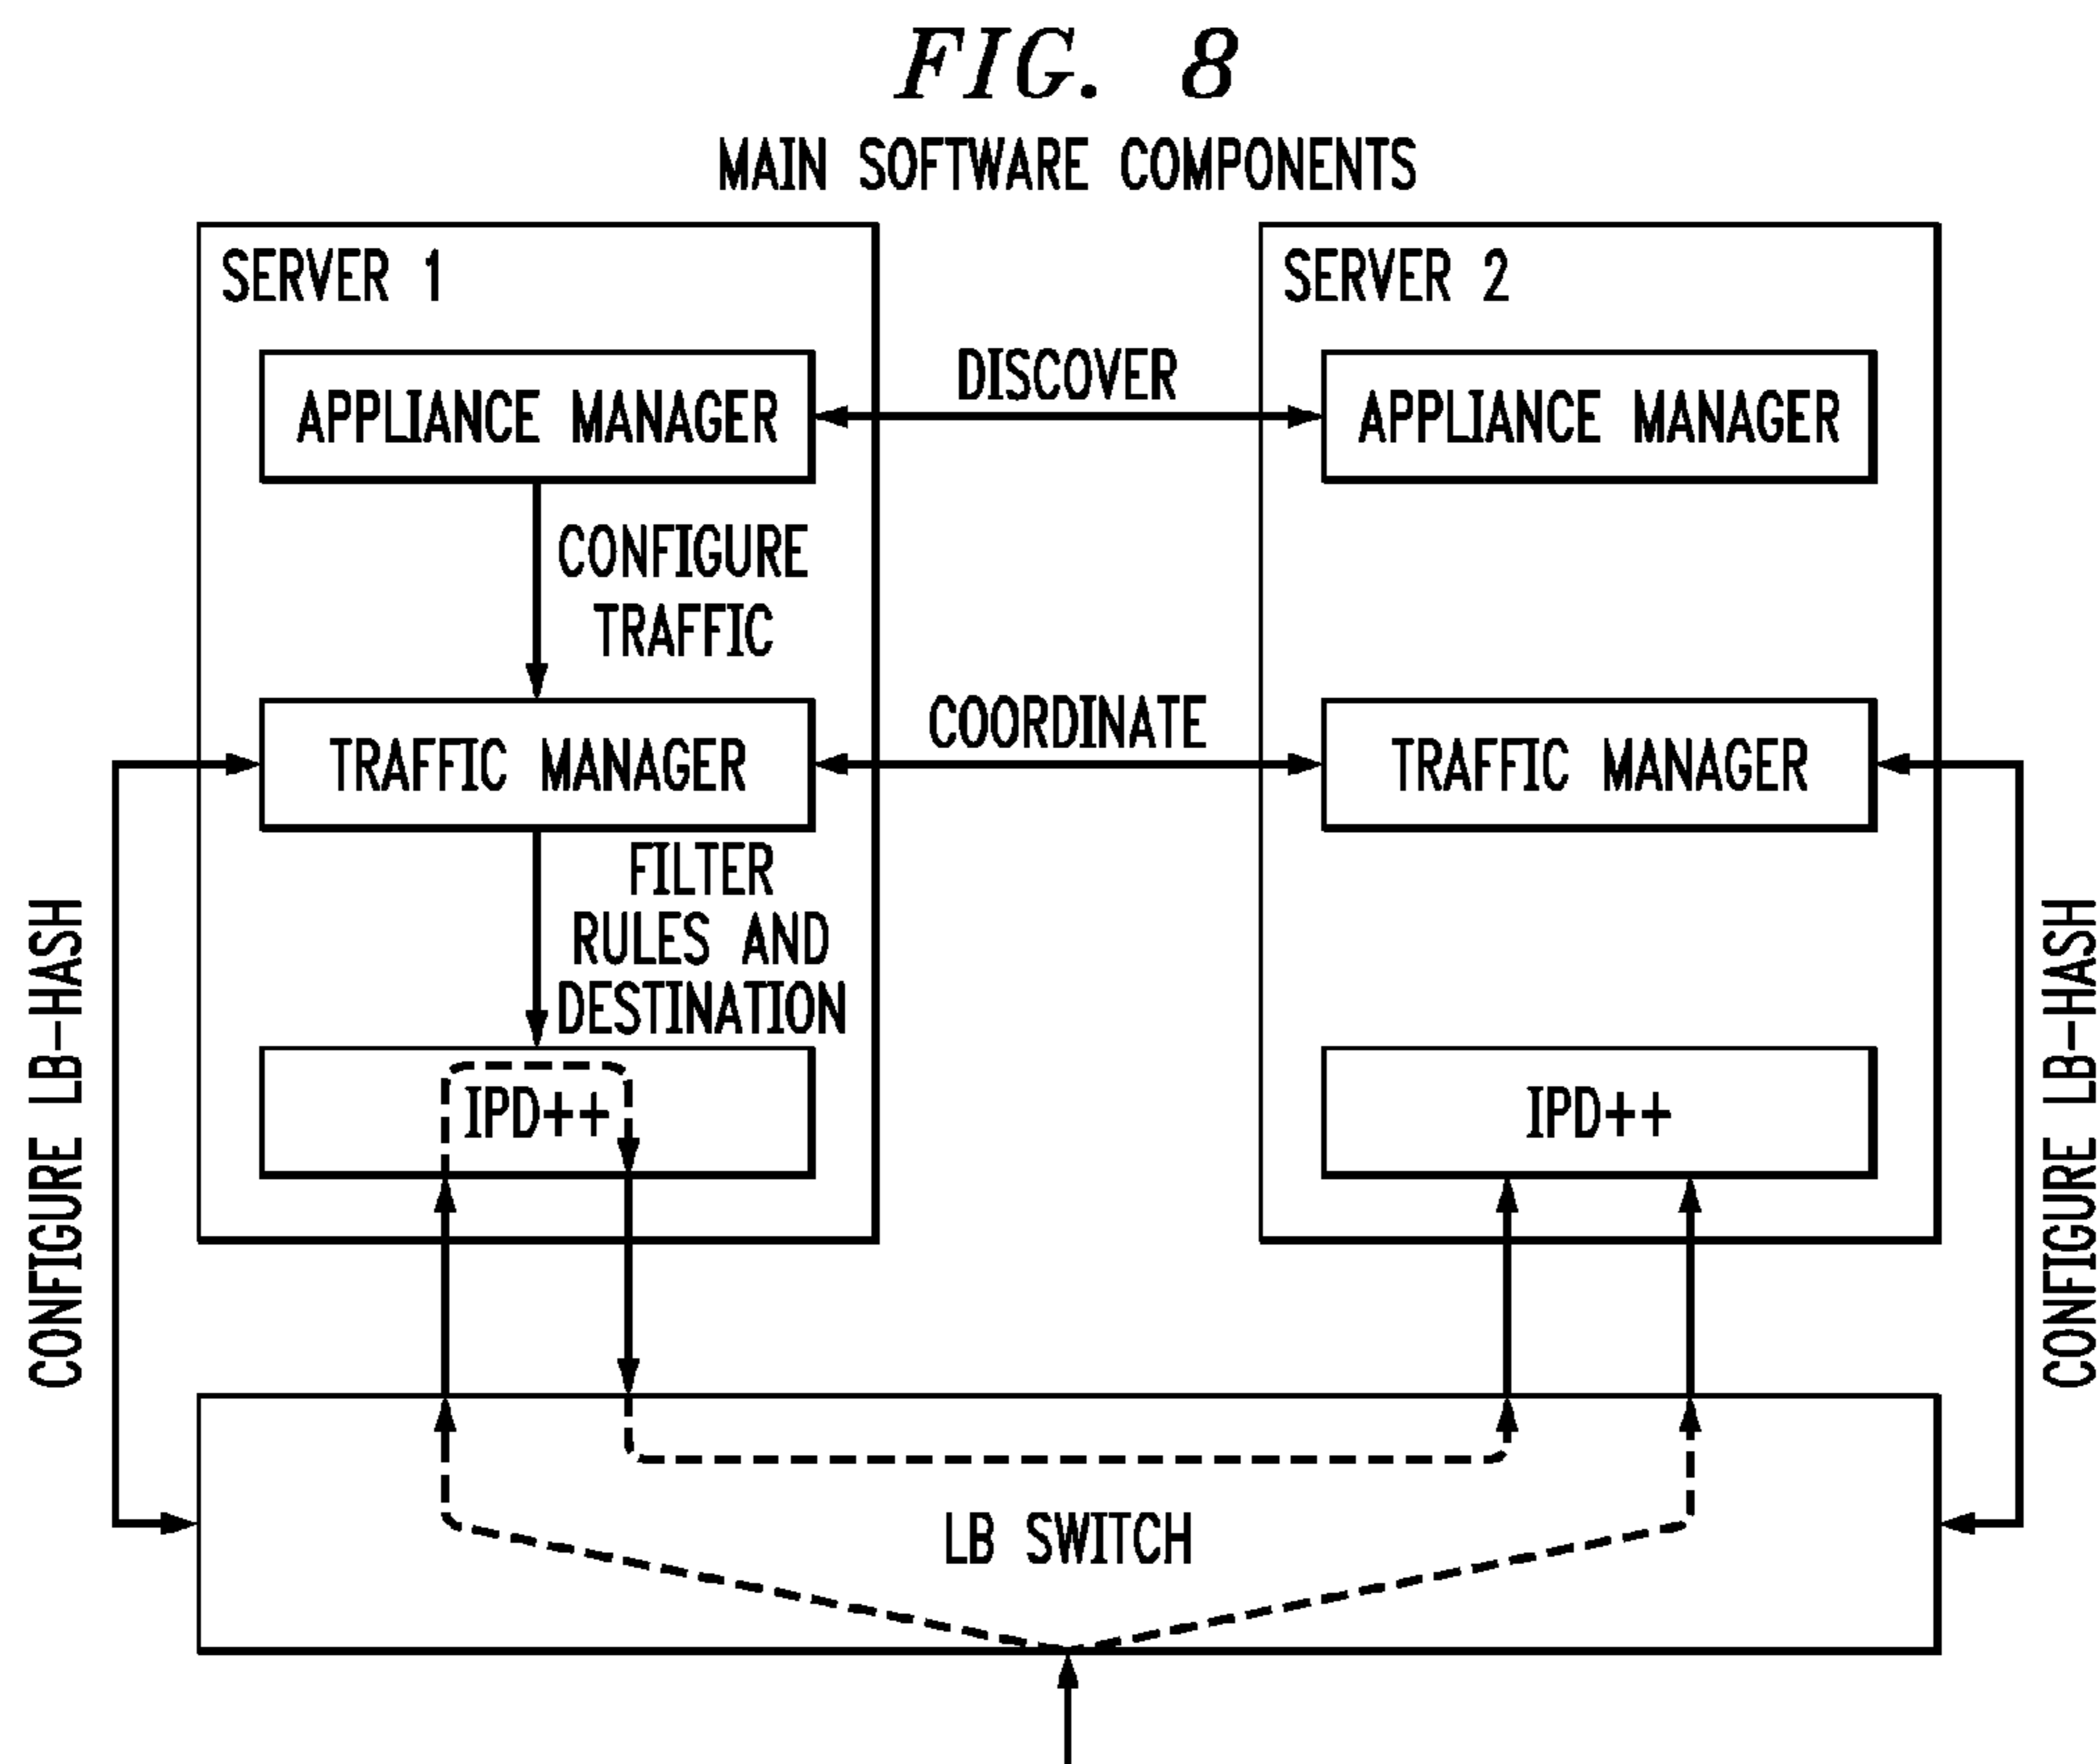 FIG. 8
MAIN SOFTWARE COMPONENTS
SERVER 1
SERVER 2
APPLIANCE MANAGER
DISCOVER
APPLIANCE MANAGER
CONFIGURE
TRAFFIC
TRAFFIC MANAGER
COORDINATE
TRAFFIC MANAGER
FILTER
RULES AND
DESTINATION
CONFIGURE LB-HASH
CONFIGURE LB-HASH
IPD++
IPD++
LB SWITCH